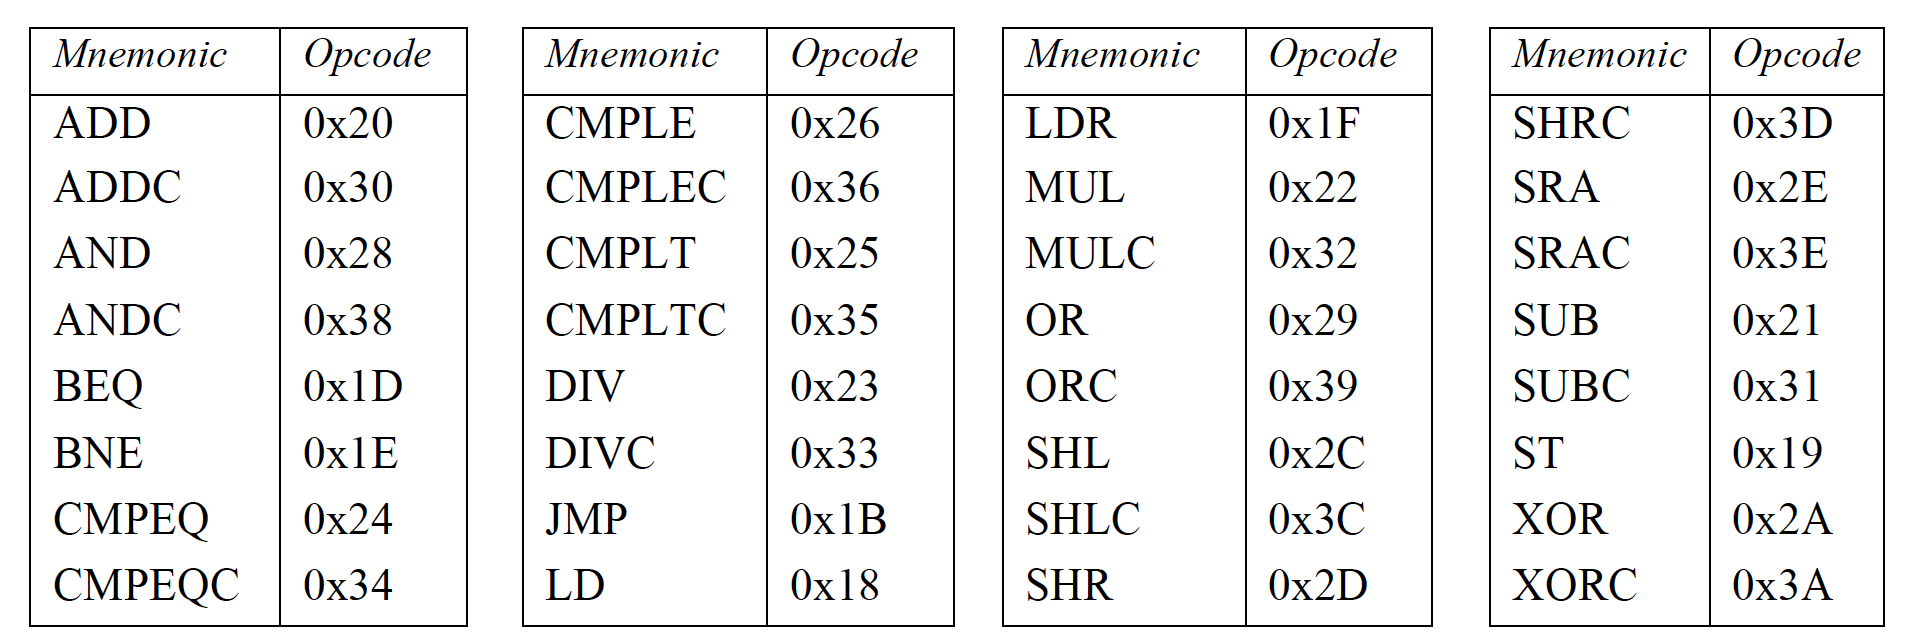 Mnemonic Opcode
ADD 0x20
ADDC 0x30
AND 0x28
ANDC 0x38
BEQ 0x1D
BNE 0x1E
CMPEQ 0x24
CMPEQC 0x34
Mnemonic Opcode
CMPLE 0x26
CMPLEC 0x36
CMPLT 0x25
CMPLTC 0x35
DIV 0x23
DIVC 0x33
JMP 0x1B
LD 0x18
Mnemonic Opcode
LDR 0x1F
MUL 0x22
MULC 0x32
OR 0x29
ORC 0x39
SHL 0x2C
SHLC 0x3C
SHR 0x2D
Mnemonic Opcode
SHRC 0x3D
SRA 0x2E
SRAC 0x3E
SUB 0x21
SUBC 0x31
ST 0x19
XOR 0x2A
XORC 0x3A